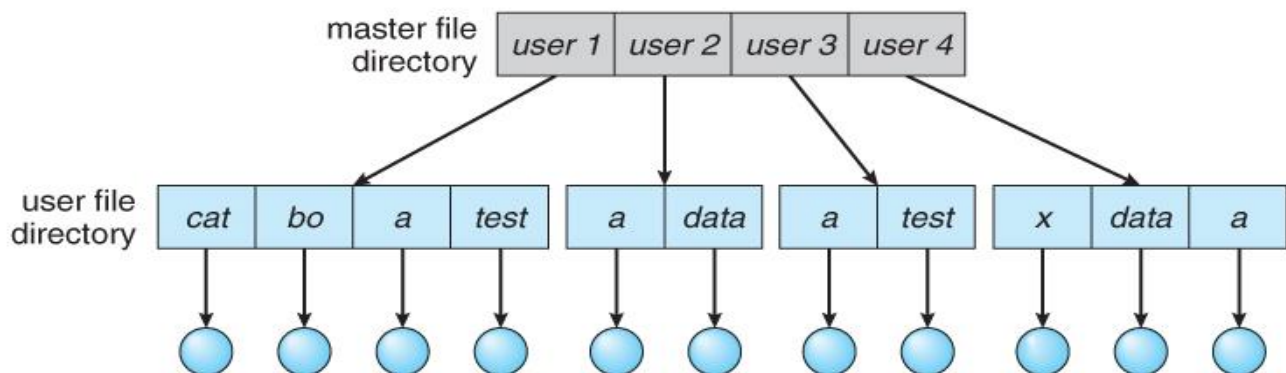 master file
directory
user 1 user 2 user 3 user 4
user file
directory
cat bo a test a data a test x data a